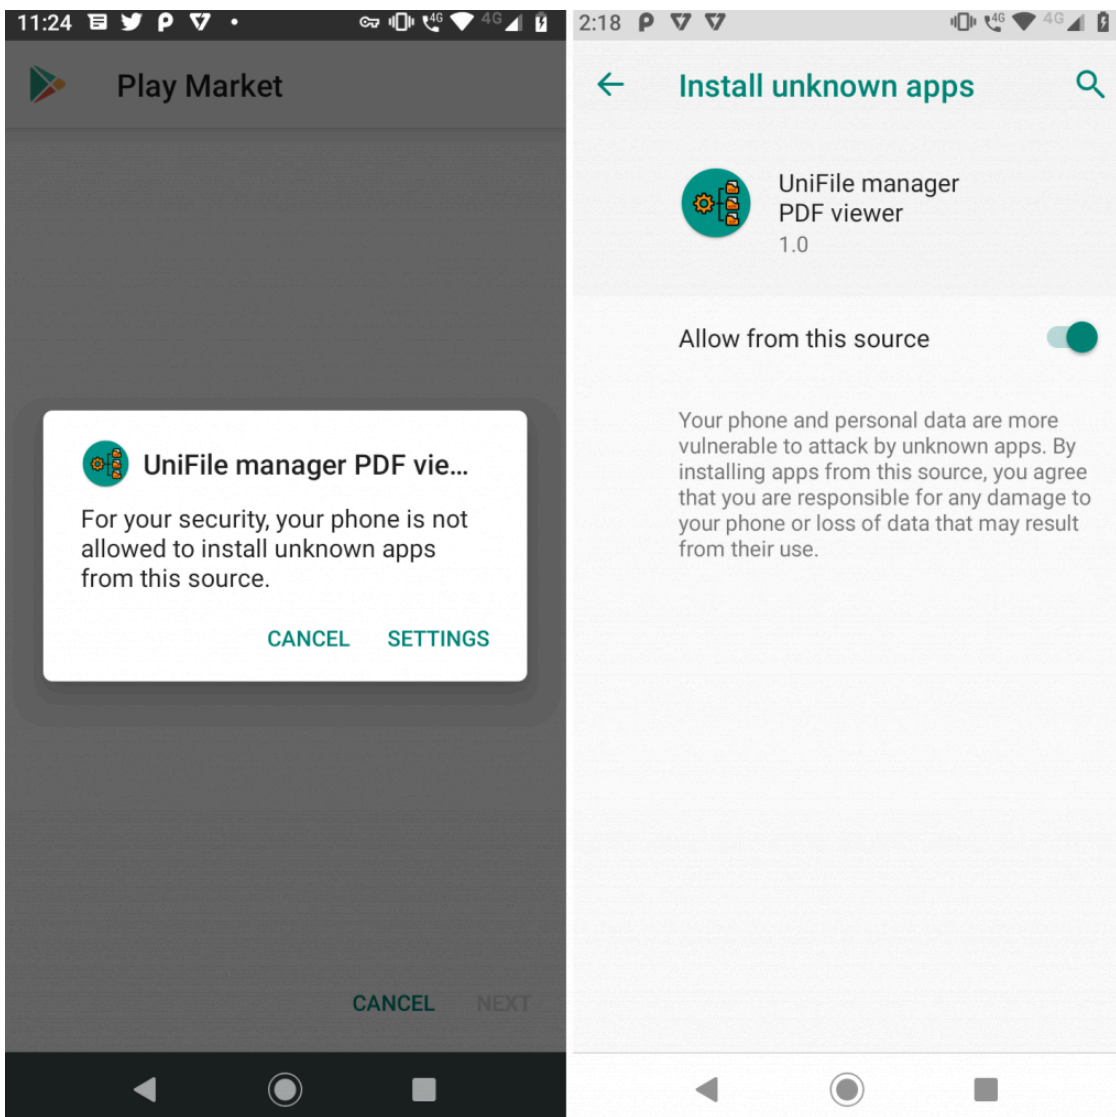 11:24
4G
4G
Play Market
UniFile manager PDF vie...
For your security, your phone is not
allowed to install unknown apps
from this source.
CANCEL
SETTINGS
CANCEL
NEXT
2:18
4G
4G
Install unknown apps
UniFile manager
PDF viewer
1.0
Allow from this source
Your phone and personal data are more
vulnerable to attack by unknown apps. By
installing apps from this source, you agree
that you are responsible for any damage to
your phone or loss of data that may result
from their use.